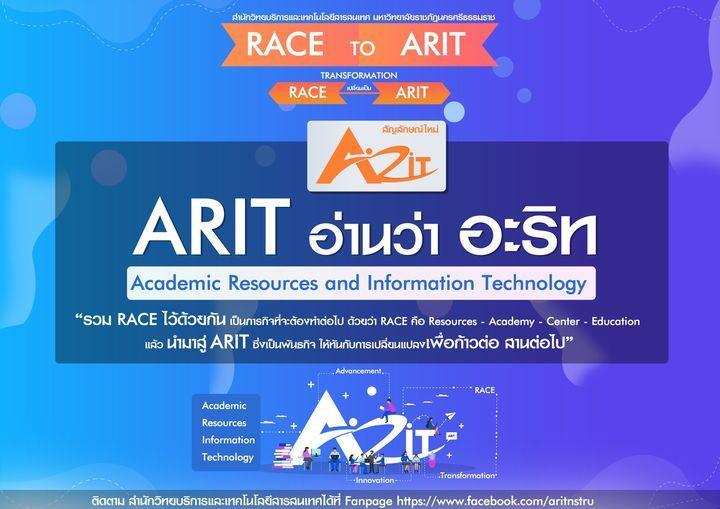 สำนักวิทยบริการและเทคโนโลยีสารสนเทศ มหาวิทยาลัยราชภัฏนครศรีธรรมราช
RACE TO ARIT
TRANSFORMATION
RACE เปลี่ยนเป็น ARIT
สัญลักษณ์ใหม่
ARiT
ARIT อ่านว่า อะริท
Academic Resources and Information Technology
“รวม RACE ไว้ด้วยกัน เป็นภารกิจที่จะต้องทำต่อไป ด้วยว่า RACE คือ Resources - Academy - Center - Education
แล้ว นำมาสู่ ARIT ซึ่งเป็นพันธกิจ ให้ทันกับการเปลี่ยนแปลงเพื่อก้าวต่อ สานต่อไป”
Advancement
RACE
Academic
Resources
Information
Technology
ARiT
ARIT
Innovation
Transformation
ติดตาม สำนักวิทยบริการและเทคโนโลยีสารสนเทศได้ที่ Fanpage https://www.facebook.com/aritnstru